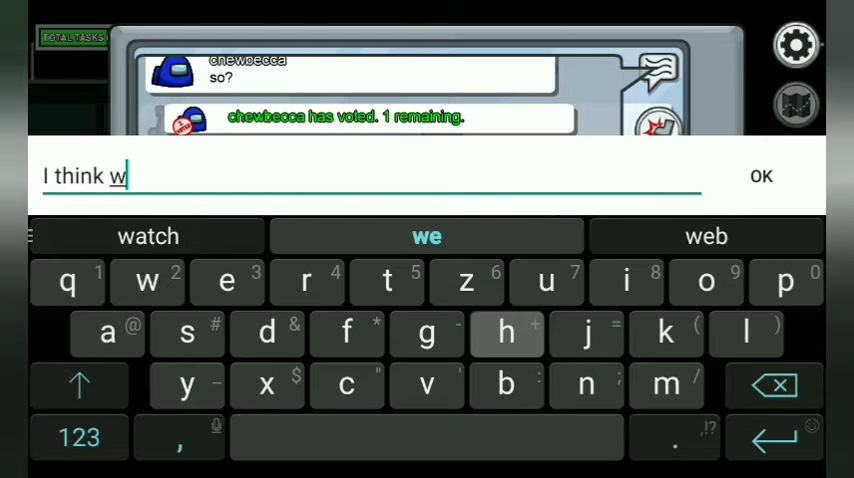 TOTAL TASKS
chewbecca
so?
chewbecca has voted. 1 remaining.
I think w
OK
watch we web
q 1 w 2 e 3 r 4 t 5 z 6 u 7 i 8 o 9 p 0
a @ s # d & f * g - h + j = k ( l )
y _ x $ c " v ' b : n ; m /
123 , . ,!?